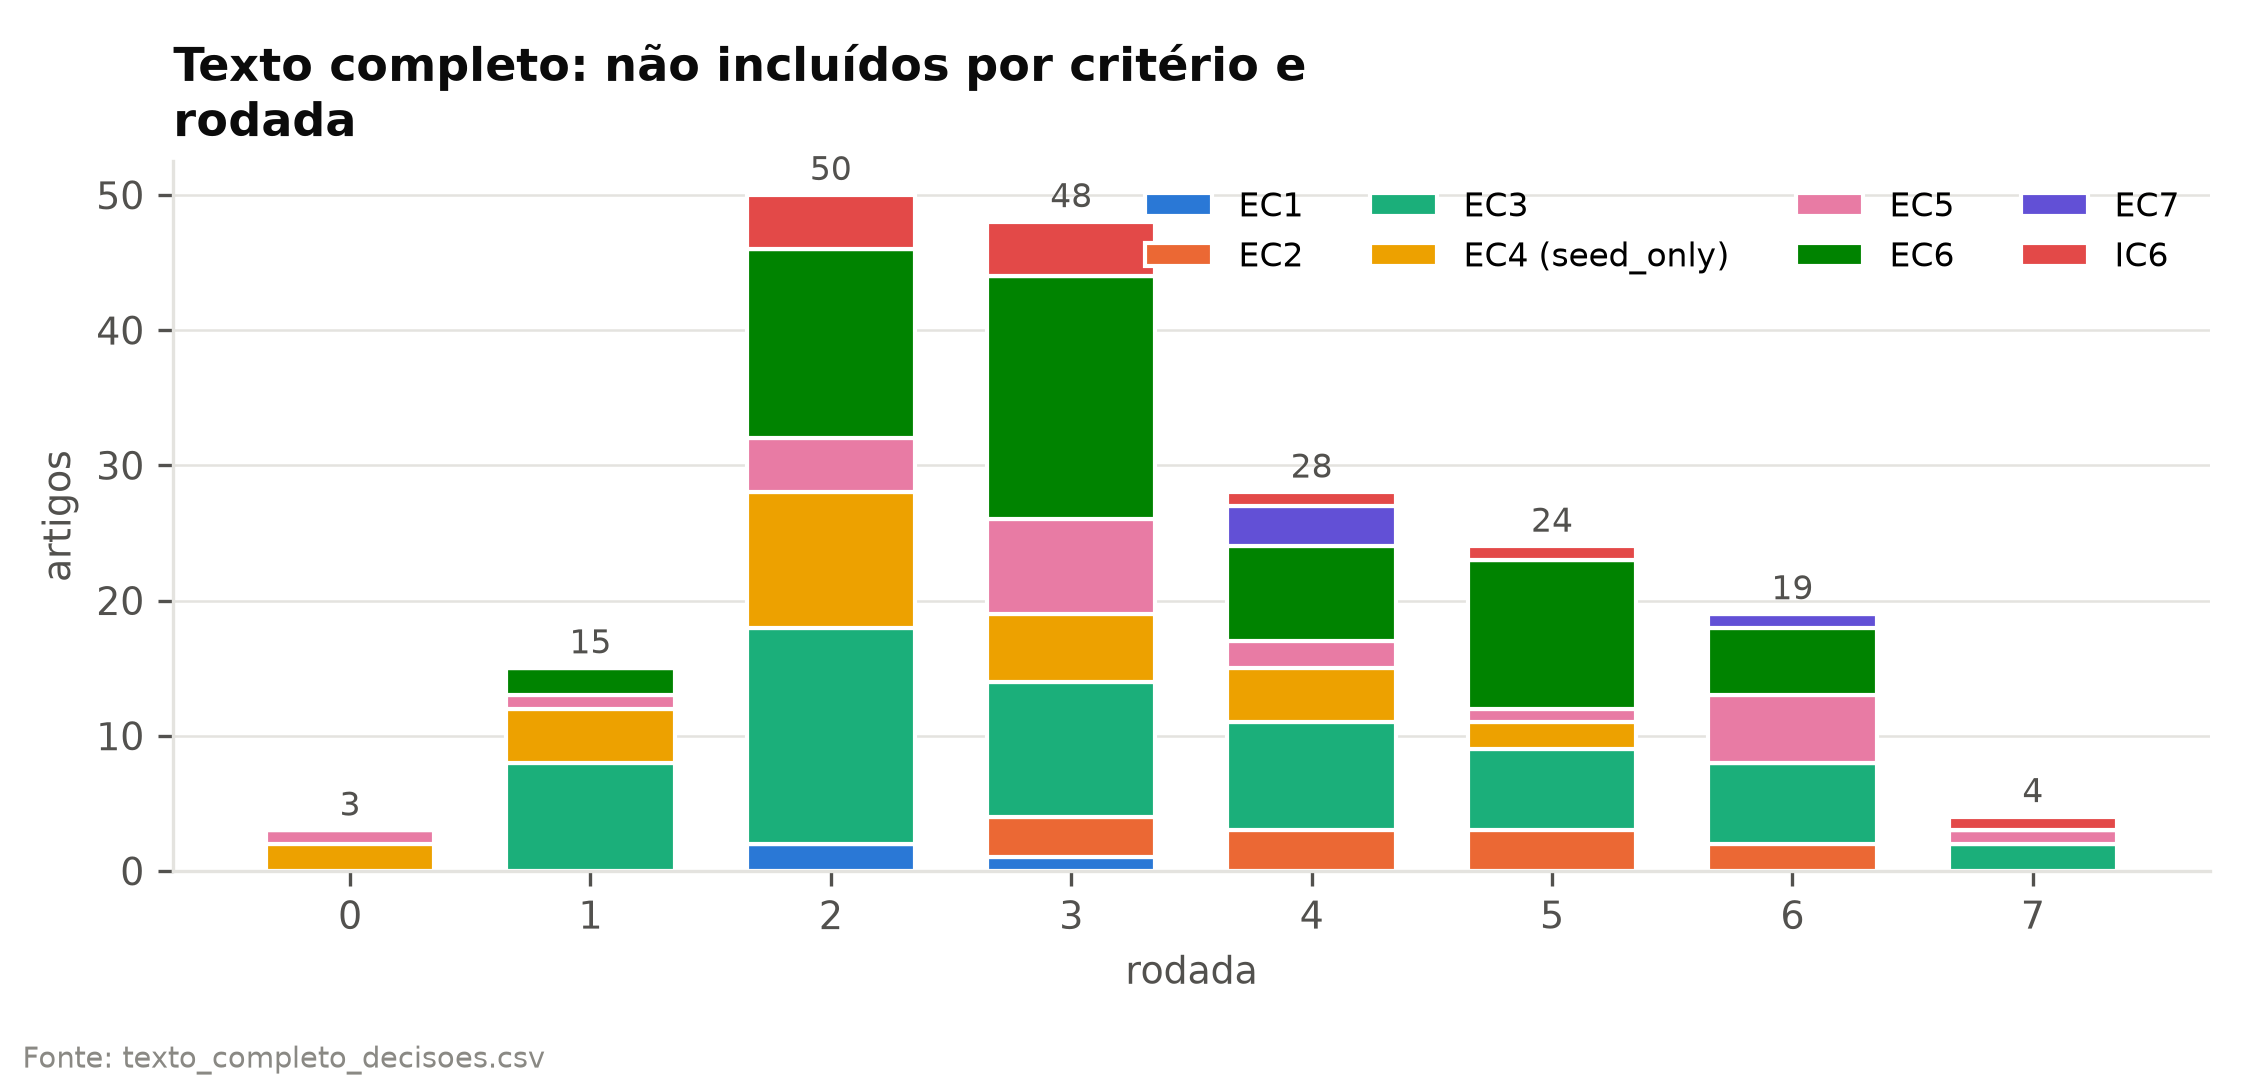 Texto completo: não incluídos por critério e
rodada
50
48
EC1
EC3
EC5
EC7
EC2
EC4 (seed_only)
EC6
IC6
50
40
30
20
10
0
artigos
28
24
19
15
3
4
0 1 2 3 4 5 6 7
rodada
Fonte: texto_completo_decisoes.csv